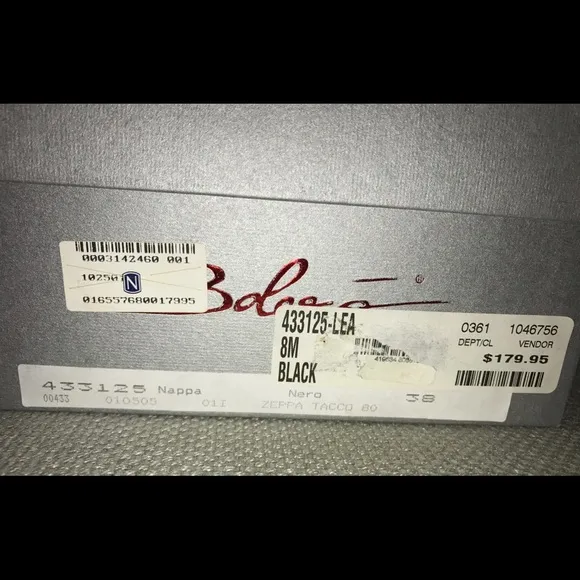 0003142460 001
10250
N
016557680017995
®
433125-LEA
8M
BLACK
0361 1046756
DEPT/CL VENDOR
$179.95
433125 Nappa Nero 38
00433 010505 01I ZEPPA TACCO 80